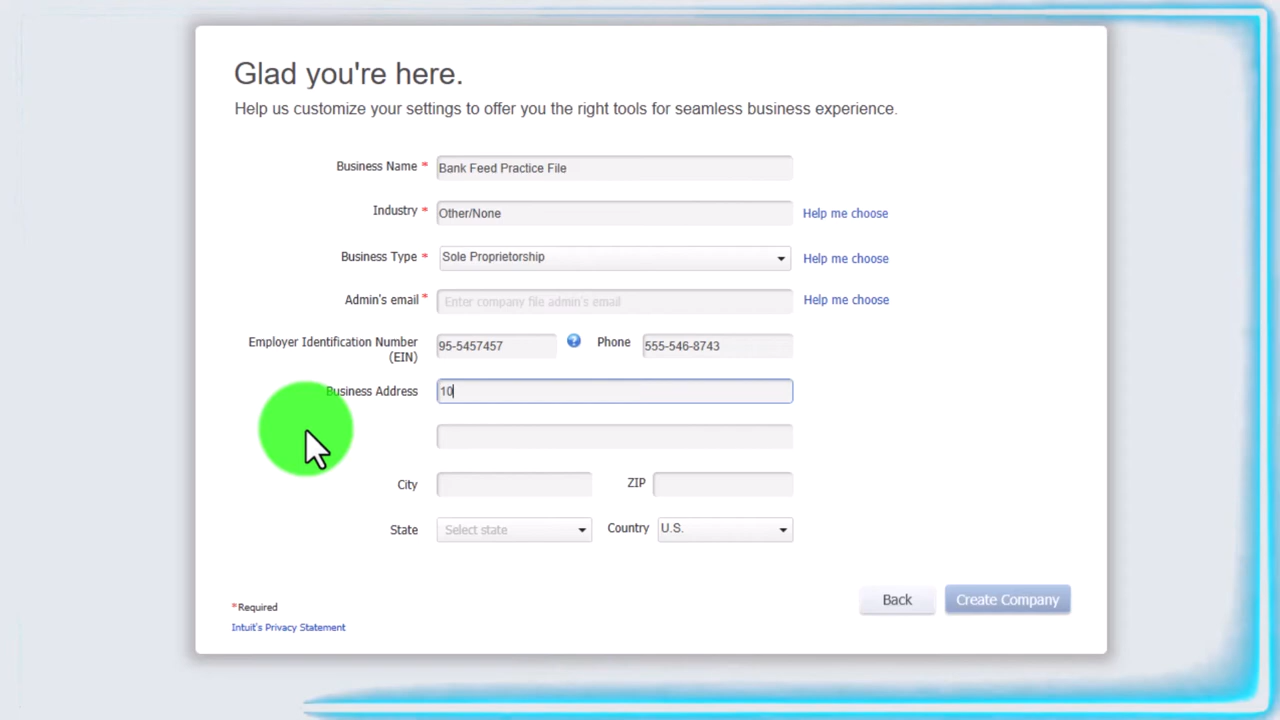 Glad you're here.
Help us customize your settings to offer you the right tools for seamless business experience.
Business Name * Bank Feed Practice File
Industry * Other/None Help me choose
Business Type * Sole Proprietorship Help me choose
Admin's email * Enter company file admin's email Help me choose
Employer Identification Number (EIN) 95-5457457 ? Phone 555-546-8743
Business Address 10
City ZIP
State Select state Country U.S.
Back Create Company
*Required
Intuit's Privacy Statement